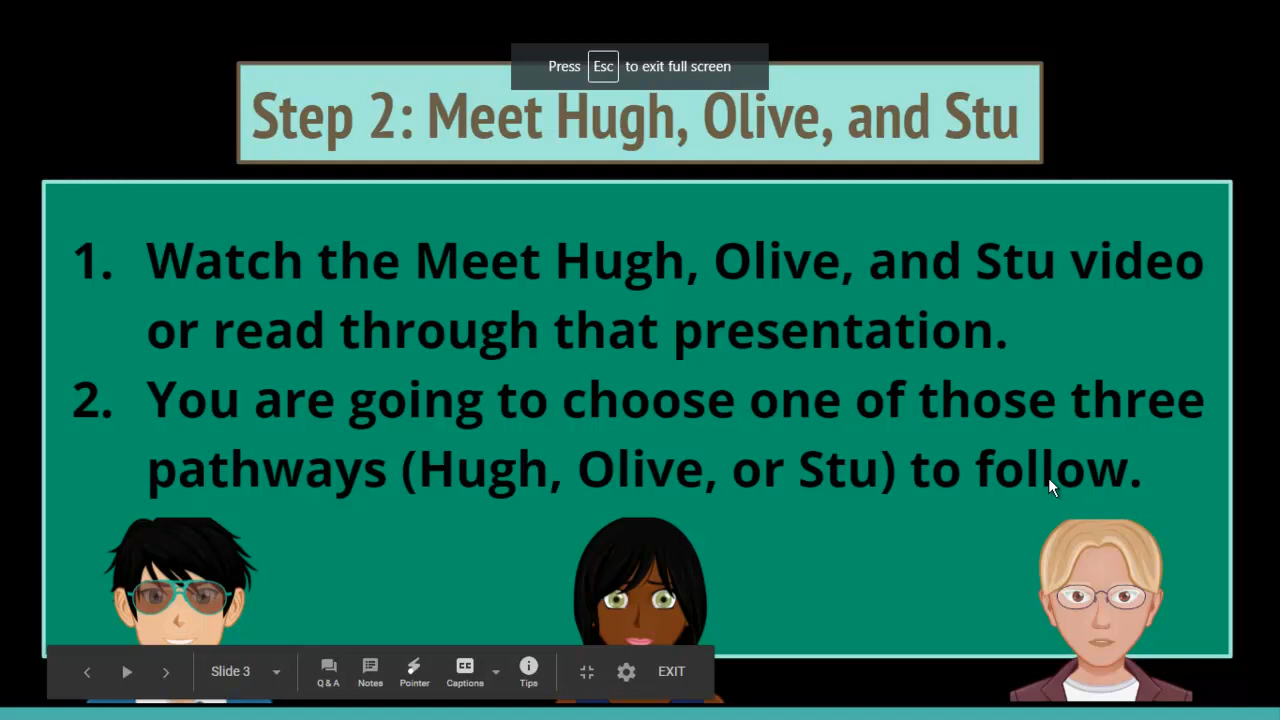 Press Esc to exit full screen
Step 2: Meet Hugh, Olive, and Stu
1. Watch the Meet Hugh, Olive, and Stu video
or read through that presentation.
2. You are going to choose one of those three
pathways (Hugh, Olive, or Stu) to follow.
Slide 3
Q & A
Notes
Pointer
CC
Captions
Tips
EXIT